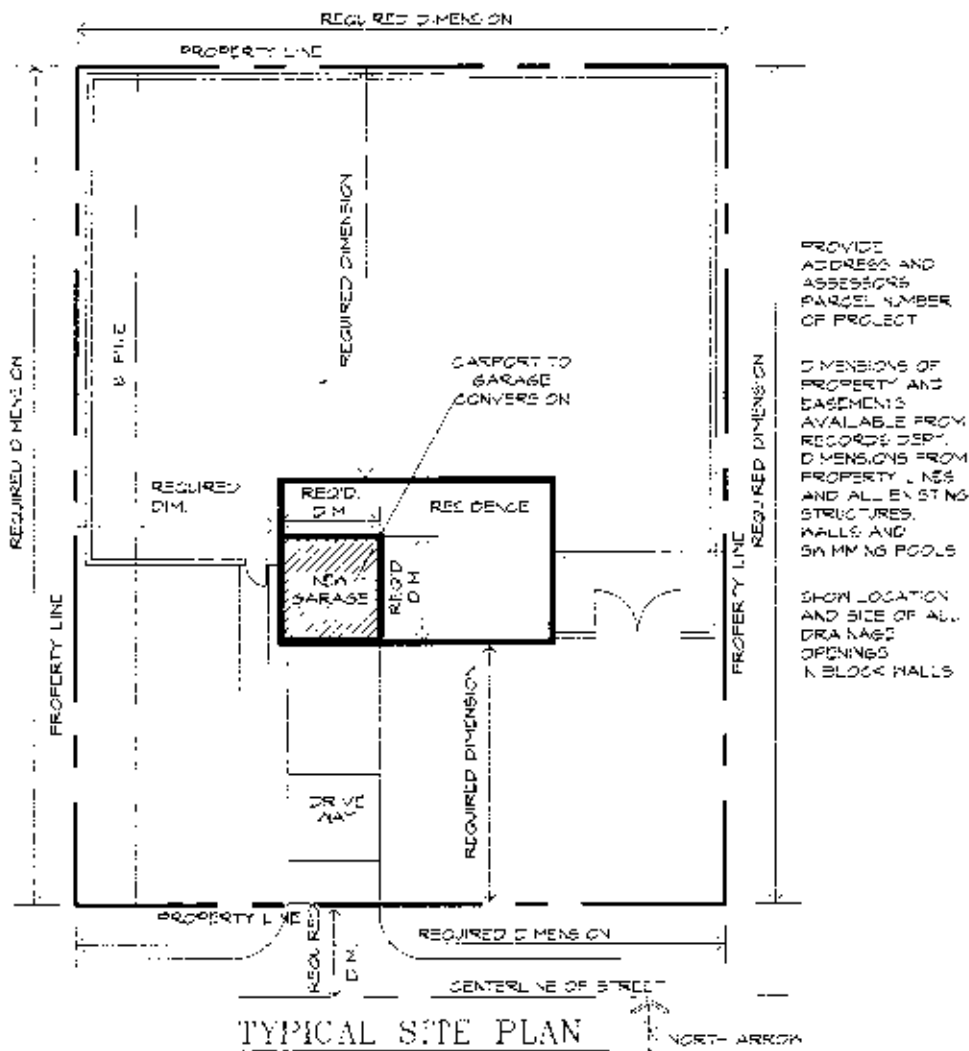 REQUIRED DIMENSION
PROPERTY LINE
REQUIRED DIMENSION
REQUIRED DIMENSION
PROVIDE
ADDRESS AND
ASSESSORS
PARCEL NUMBER
OF PROJECT
CARPORT TO
GARAGE
CONVERSION
DIMENSIONS OF
PROPERTY AND
EASEMENTS
AVAILABLE FROM
RECORDS DEPT.
DIMENSIONS FROM
PROPERTY LINES
AND ALL EXISTING
STRUCTURES,
WALLS AND
SWIMMING POOLS
REQUIRED DIMENSION
REQUIRED
DIM.
REQ'D.
DIM
RESIDENCE
NEW
GARAGE
REQ'D
DIM
SHOW LOCATION
AND SIZE OF ALL
DRAINAGE
OPENINGS
IN BLOCK WALLS
PROPERTY LINE
PROPERTY LINE
REQUIRED DIMENSION
DRIVE
WAY
PROPERTY LINE
REQUIRED DIMENSION
DIM.
CENTERLINE OF STREET
TYPICAL SITE PLAN
NORTH ARROW